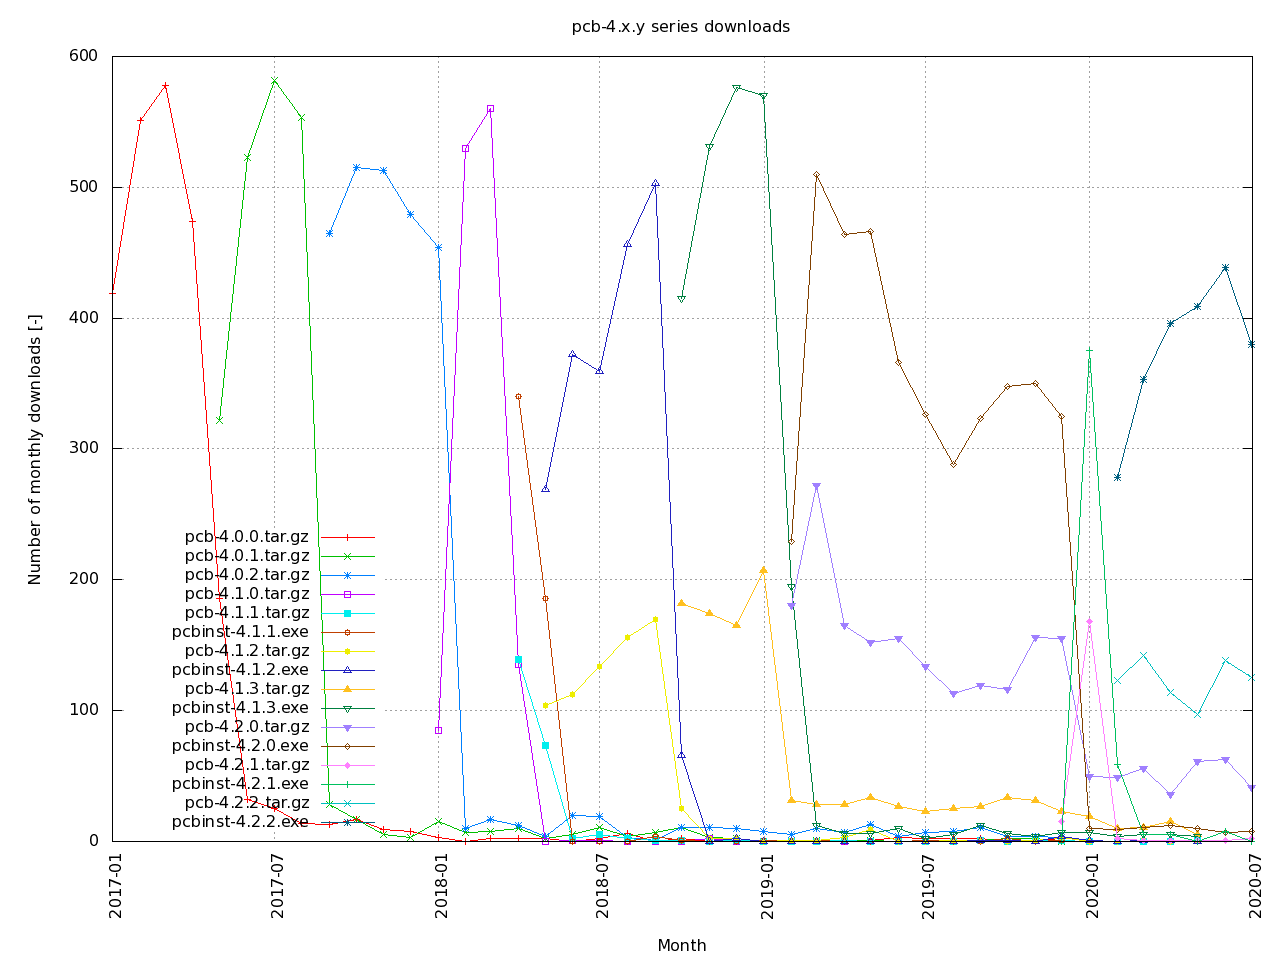 pcb-4.x.y series downloads
600
500
400
300
200
100
0
Number of monthly downloads [-]
pcb-4.0.0.tar.gz
pcb-4.0.1.tar.gz
pcb-4.0.2.tar.gz
pcb-4.1.0.tar.gz
pcb-4.1.1.tar.gz
pcbinst-4.1.1.exe
pcb-4.1.2.tar.gz
pcbinst-4.1.2.exe
pcb-4.1.3.tar.gz
pcbinst-4.1.3.exe
pcb-4.2.0.tar.gz
pcbinst-4.2.0.exe
pcb-4.2.1.tar.gz
pcbinst-4.2.1.exe
pcb-4.2.2.tar.gz
pcbinst-4.2.2.exe
2017-01
2017-07
2018-01
2018-07
2019-01
2019-07
2020-01
2020-07
Month